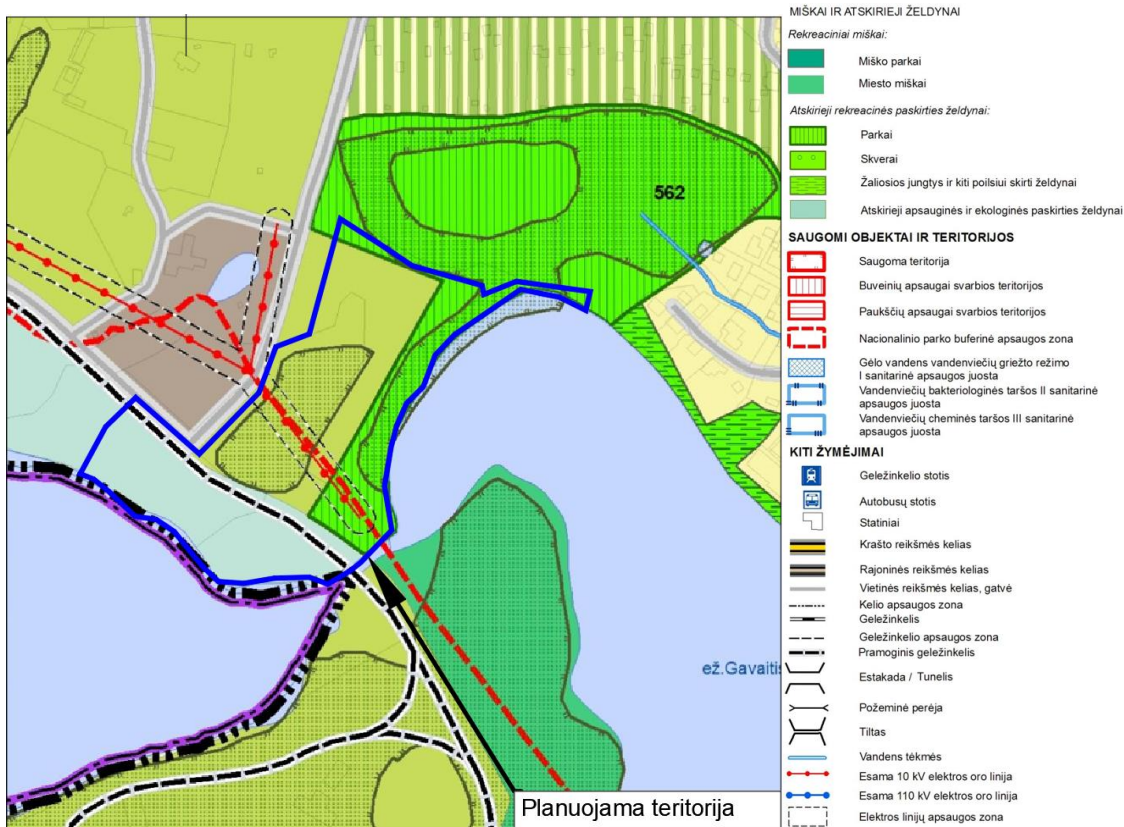 562
ež.Gavaitis
Planuojama teritorija
MIŠKAI IR ATSKIRIEJI ŽELDYNAI
Rekreaciniai miškai:
Miško parkai
Miesto miškai
Atskirieji rekreacinės paskirties želdynai:
Parkai
Skverai
Žaliosios jungtys ir kiti poilsiui skirti želdynai
Atskirieji apsauginės ir ekologinės paskirties želdynai
SAUGOMI OBJEKTAI IR TERITORIJOS
Saugoma teritorija
Buveinių apsaugai svarbios teritorijos
Paukščių apsaugai svarbios teritorijos
Nacionalinio parko buferinė apsaugos zona
Gėlo vandens vandenviečių griežto režimo
I sanitarinė apsaugos juosta
Vandenviečių bakteriologinės taršos II sanitarinė
apsaugos juosta
Vandenviečių cheminės taršos III sanitarinė
apsaugos juosta
KITI ŽYMĖJIMAI
Geležinkelio stotis
Autobusų stotis
Statiniai
Krašto reikšmės kelias
Rajoninės reikšmės kelias
Vietinės reikšmės kelias, gatvė
Kelio apsaugos zona
Geležinkelis
Geležinkelio apsaugos zona
Pramoginis geležinkelis
Estakada / Tunelis
Požeminė perėja
Tiltas
Vandens tėkmės
Esama 10 kV elektros oro linija
Esama 110 kV elektros oro linija
Elektros linijų apsaugos zona